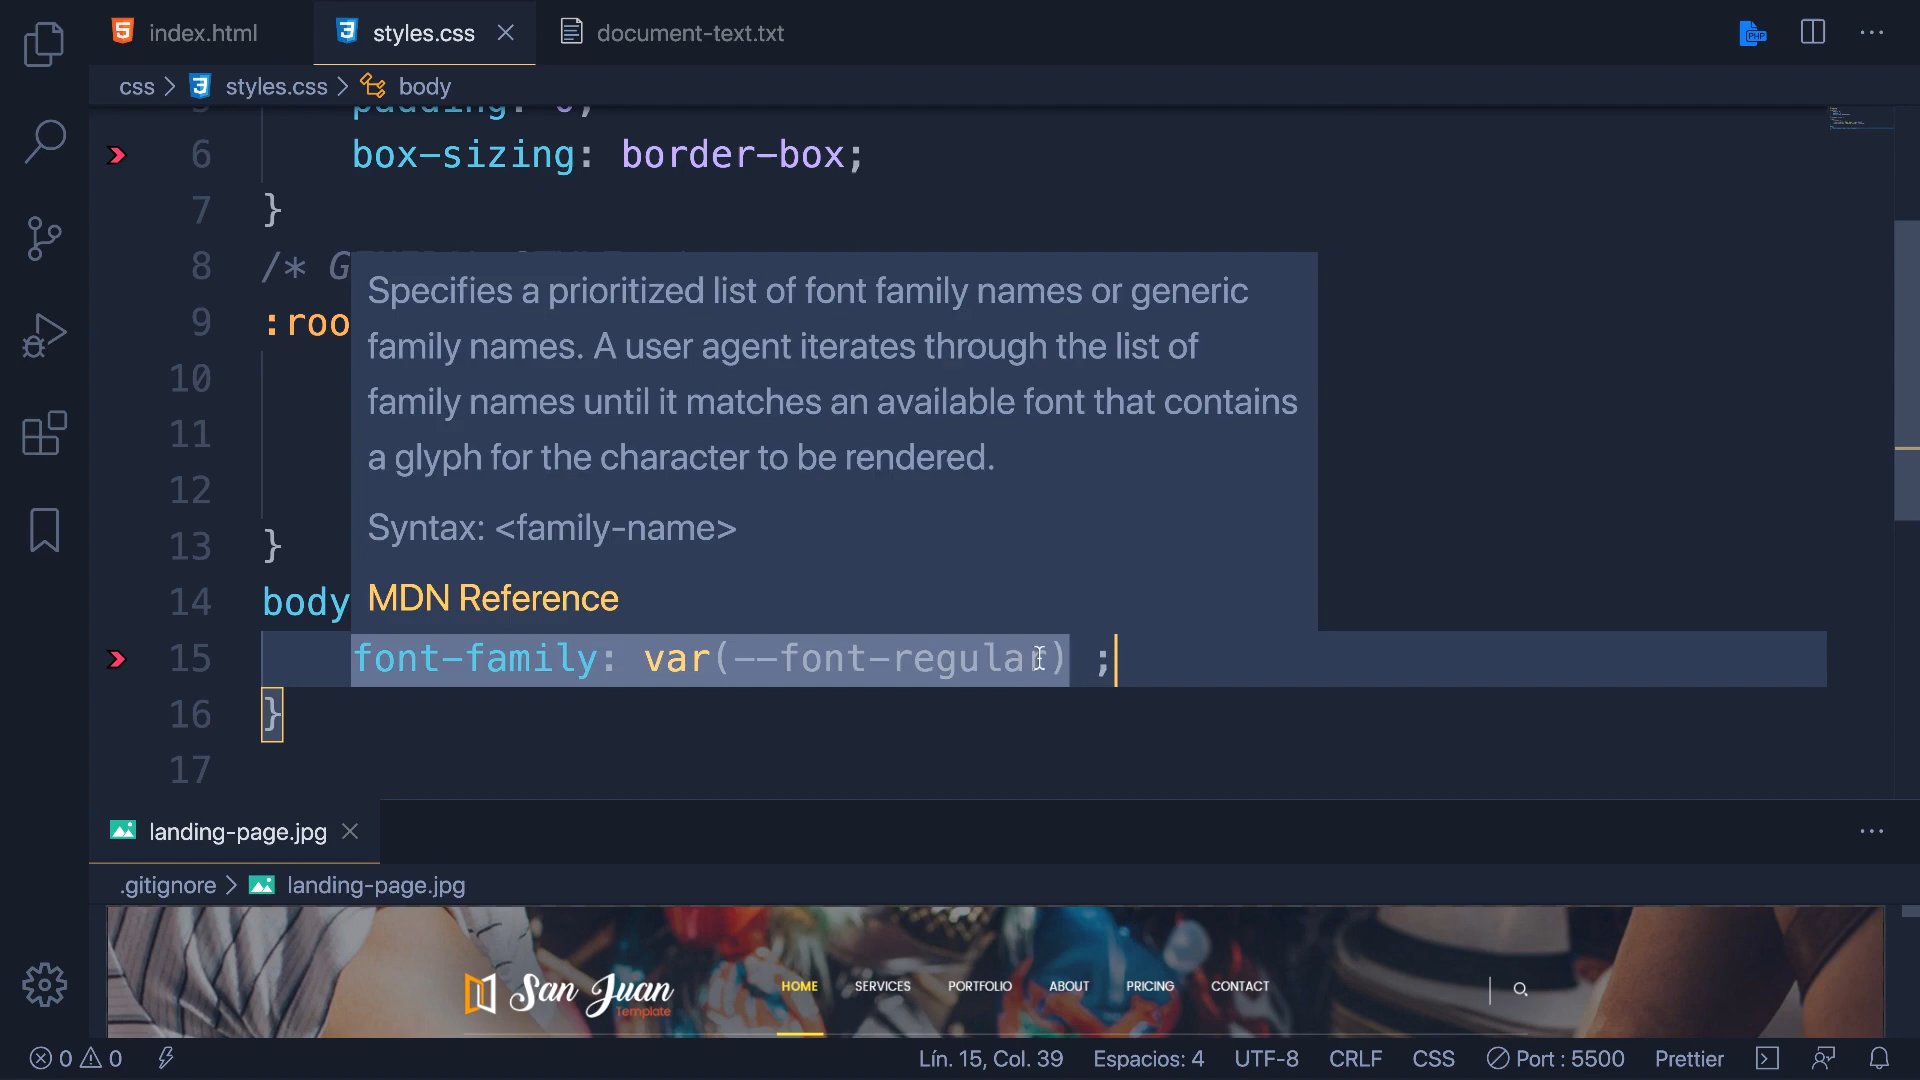 index.html
styles.css
document-text.txt
PHP
css > styles.css > body
5 padding: 0;
6 box-sizing: border-box;
7 }
8 /* G
9 :roo
10
11
12
13 }
14 body
Specifies a prioritized list of font family names or generic
family names. A user agent iterates through the list of
family names until it matches an available font that contains
a glyph for the character to be rendered.
Syntax: <family-name>
MDN Reference
15 font-family: var(--font-regular) ;
16 }
17
landing-page.jpg
.gitignore > landing-page.jpg
San Juan
Template
HOME SERVICES PORTFOLIO ABOUT PRICING CONTACT
0 0 Lín. 15, Col. 39 Espacios: 4 UTF-8 CRLF CSS Port : 5500 Prettier